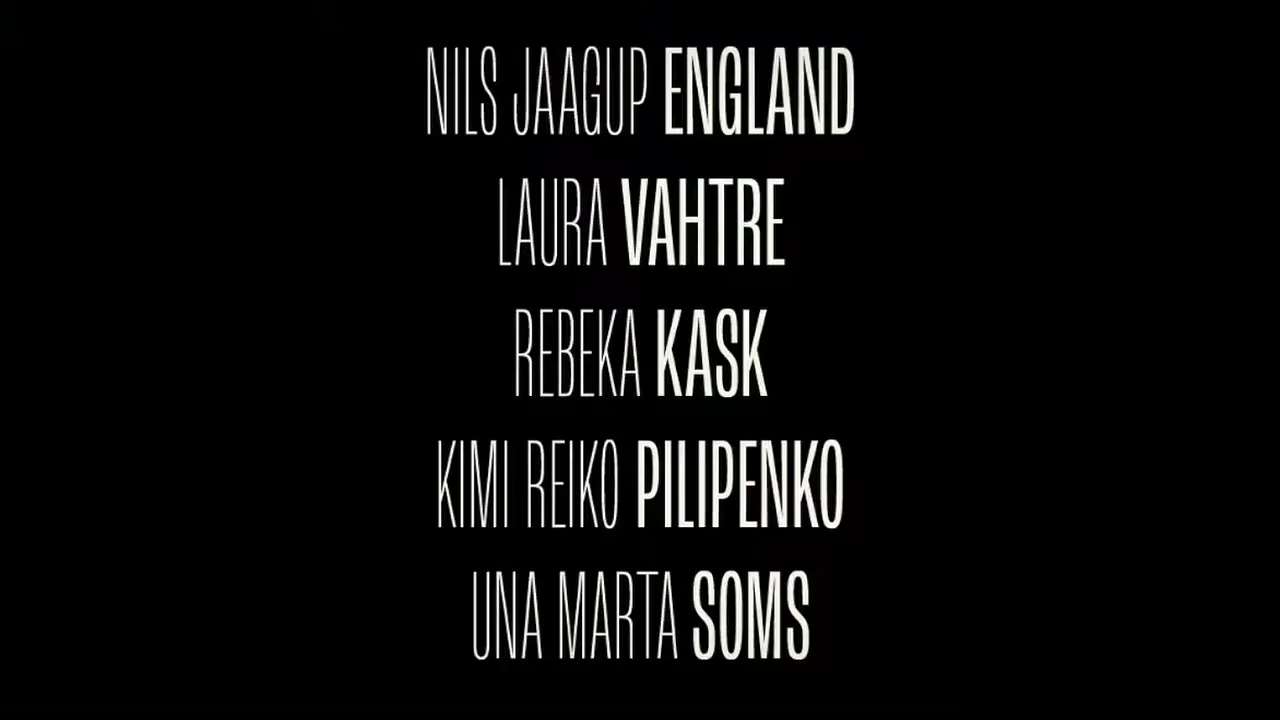 NILS JAAGUP ENGLAND
LAURA VAHTRE
REBEKA KASK
KIMI REIKO PILIPENKO
UNA MARTA SOMS